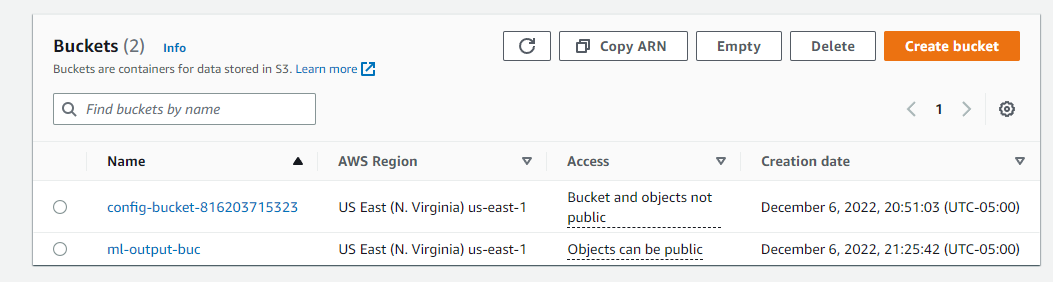 Buckets (2) Info
Copy ARN Empty Delete Create bucket
Buckets are containers for data stored in S3. Learn more
Find buckets by name
1
Name AWS Region Access Creation date
config-bucket-816203715323 US East (N. Virginia) us-east-1 Bucket and objects not public December 6, 2022, 20:51:03 (UTC-05:00)
ml-output-buc US East (N. Virginia) us-east-1 Objects can be public December 6, 2022, 21:25:42 (UTC-05:00)